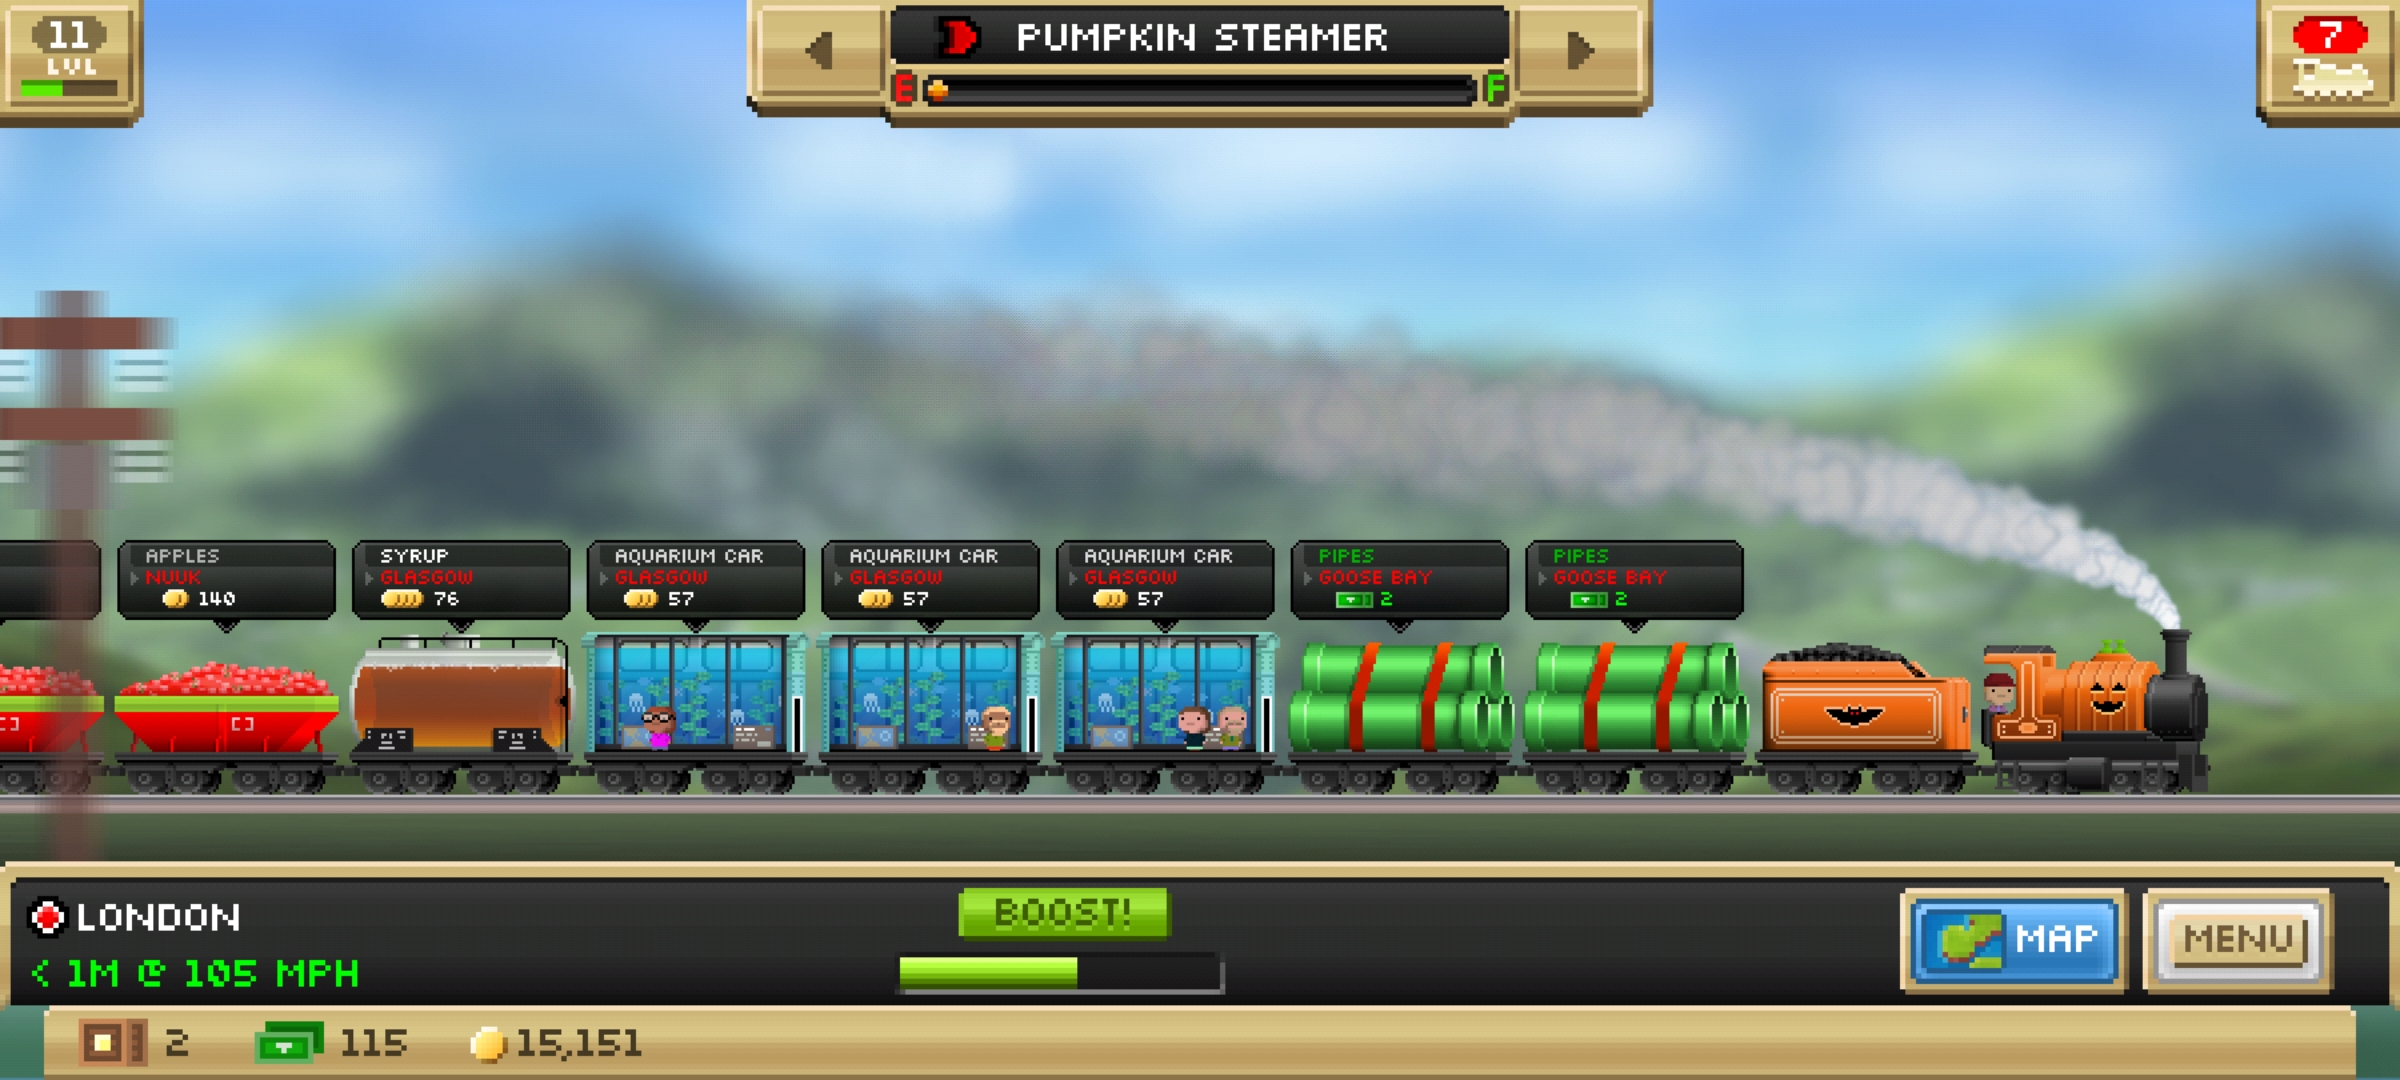 11
LVL
PUMPKIN STEAMER
E F
7
APPLES
NUUK
140
SYRUP
GLASGOW
76
AQUARIUM CAR
GLASGOW
57
AQUARIUM CAR
GLASGOW
57
AQUARIUM CAR
GLASGOW
57
PIPES
GOOSE BAY
2
PIPES
GOOSE BAY
2
LONDON
< 1M @ 105 MPH
BOOST!
MAP
MENU
2
115
15,151